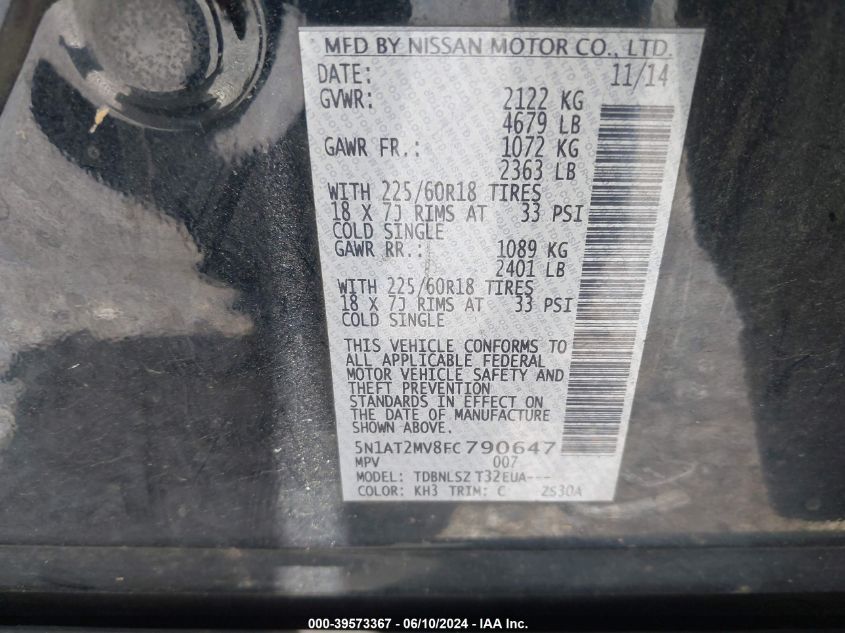 MFD BY NISSAN MOTOR CO., LTD.
DATE: 11/14
GVWR: 2122 KG
4679 LB
GAWR FR.: 1072 KG
2363 LB
WITH 225/60R18 TIRES
18 X 7J RIMS AT 33 PSI
COLD SINGLE
GAWR RR.: 1089 KG
2401 LB
WITH 225/60R18 TIRES
18 X 7J RIMS AT 33 PSI
COLD SINGLE
THIS VEHICLE CONFORMS TO
ALL APPLICABLE FEDERAL
MOTOR VEHICLE SAFETY AND
THEFT PREVENTION
STANDARDS IN EFFECT ON
THE DATE OF MANUFACTURE
SHOWN ABOVE.
5N1AT2MV8FC790647
MPV 007
MODEL: TDBNLSZ T32EUA---
COLOR: KH3 TRIM: C ZS30A
000-39573367 - 06/10/2024 - IAA Inc.